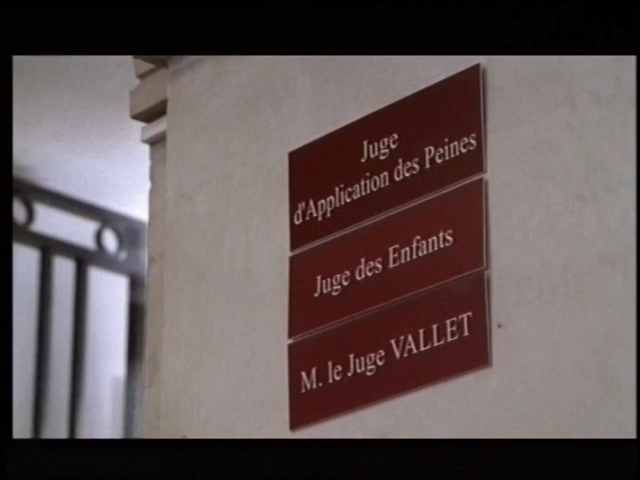 Juge
d'Application des Peines
Juge des Enfants
M. le Juge VALLET